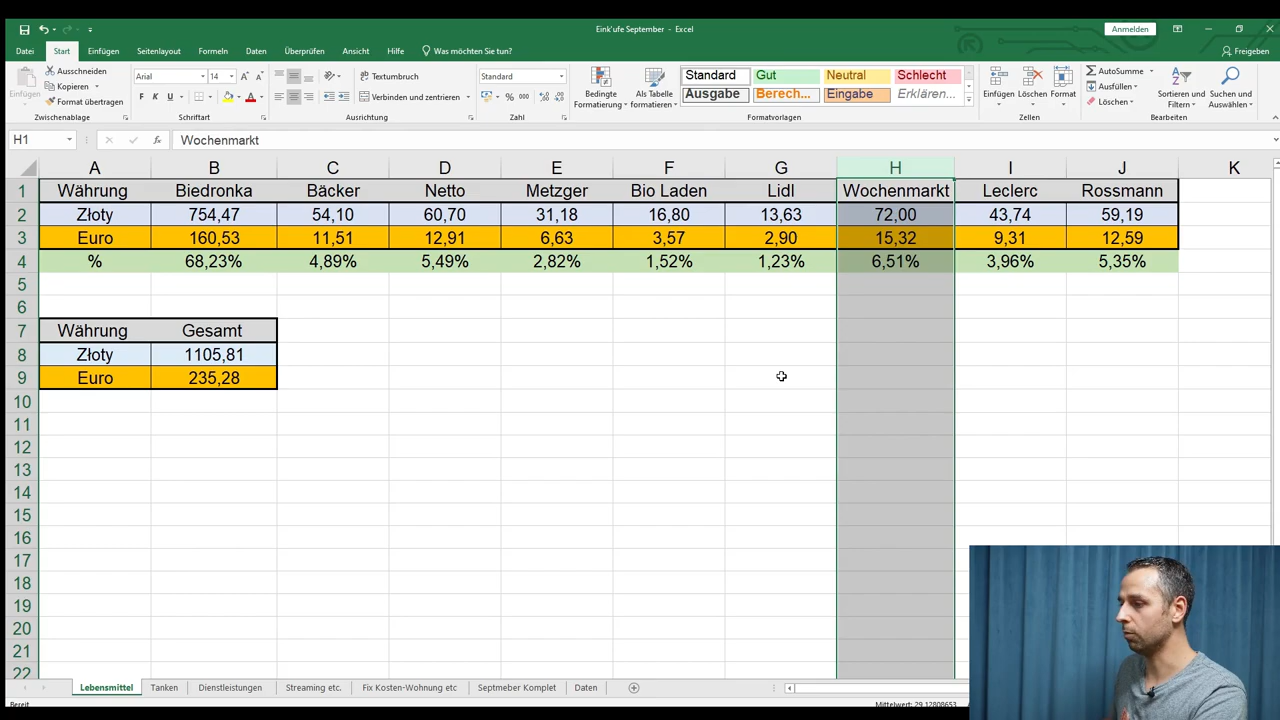 Eink'ufe September - Excel
Anmelden
Datei Start Einfügen Seitenlayout Formeln Daten Überprüfen Ansicht Hilfe Was möchten Sie tun? Freigeben
Einfügen
Ausschneiden
Kopieren
Format übertragen
Zwischenablage
Arial 14
F K U
Schriftart
Textumbruch
Verbinden und zentrieren
Ausrichtung
Standard
% 000
Zahl
Bedingte Formatierung
Als Tabelle formatieren
Standard Gut Neutral Schlecht
Ausgabe Berech... Eingabe Erklären...
Formatvorlagen
Einfügen Löschen Format
Zellen
AutoSumme
Ausfüllen
Löschen
Sortieren und Filtern
Suchen und Auswählen
Bearbeiten
H1 fx Wochenmarkt
A B C D E F G H I J K
1 Währung Biedronka Bäcker Netto Metzger Bio Laden Lidl Wochenmarkt Leclerc Rossmann
2 Złoty 754,47 54,10 60,70 31,18 16,80 13,63 72,00 43,74 59,19
3 Euro 160,53 11,51 12,91 6,63 3,57 2,90 15,32 9,31 12,59
4 % 68,23% 4,89% 5,49% 2,82% 1,52% 1,23% 6,51% 3,96% 5,35%
5
6
7 Währung Gesamt
8 Złoty 1105,81
9 Euro 235,28
10
11
12
13
14
15
16
17
18
19
20
21
22
Lebensmittel Tanken Dienstleistungen Streaming etc. Fix Kosten-Wohnung etc Septmeber Komplet Daten
Bereit Mittelwert: 29,12808653